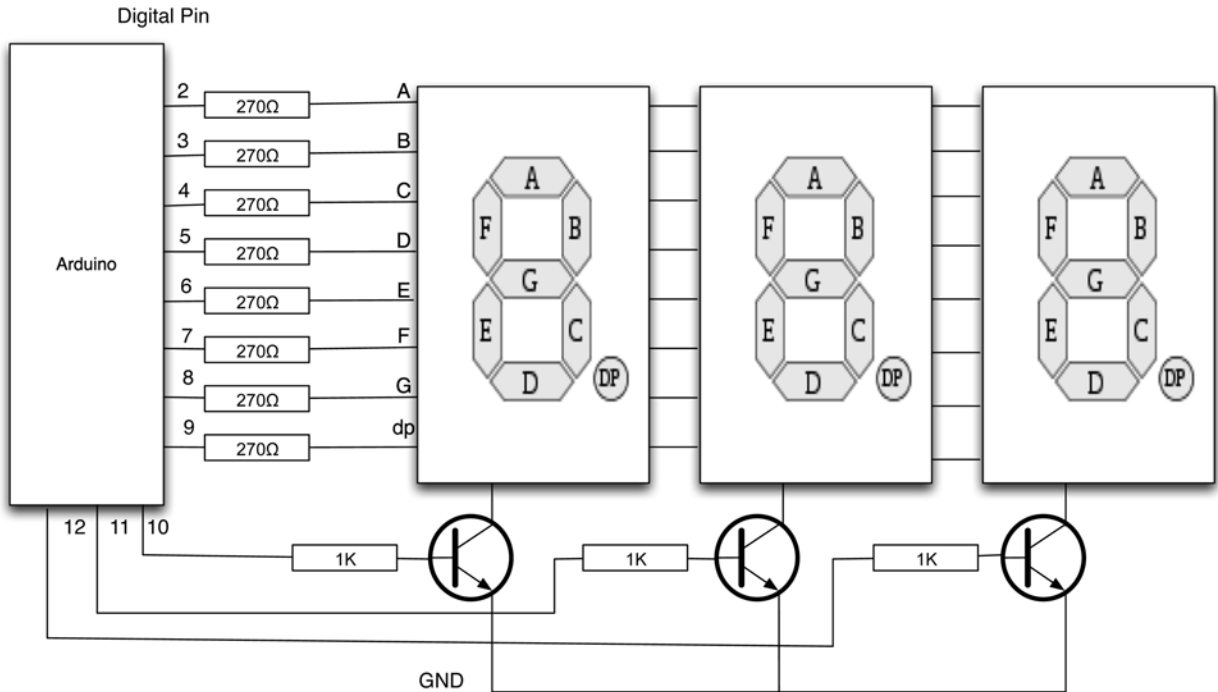 Digital Pin
Arduino
2 270Ω A
3 270Ω B
4 270Ω C
5 270Ω D
6 270Ω E
7 270Ω F
8 270Ω G
9 270Ω dp
A
F B
G
E C
D DP
A
F B
G
E C
D DP
A
F B
G
E C
D DP
12 11 10
1K 1K 1K
GND